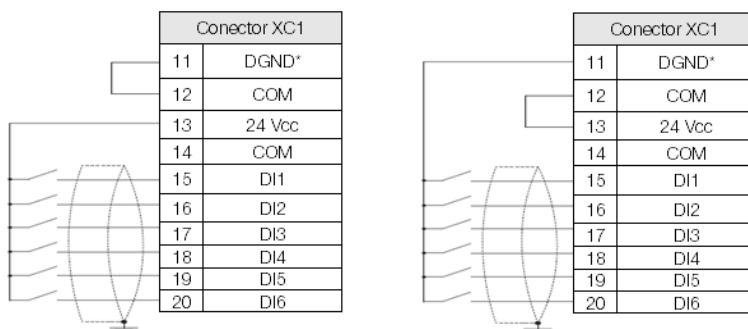 Conector XC1
11 DGND*
12 COM
13 24 Vcc
14 COM
15 DI1
16 DI2
17 DI3
18 DI4
19 DI5
20 DI6
Conector XC1
11 DGND*
12 COM
13 24 Vcc
14 COM
15 DI1
16 DI2
17 DI3
18 DI4
19 DI5
20 DI6